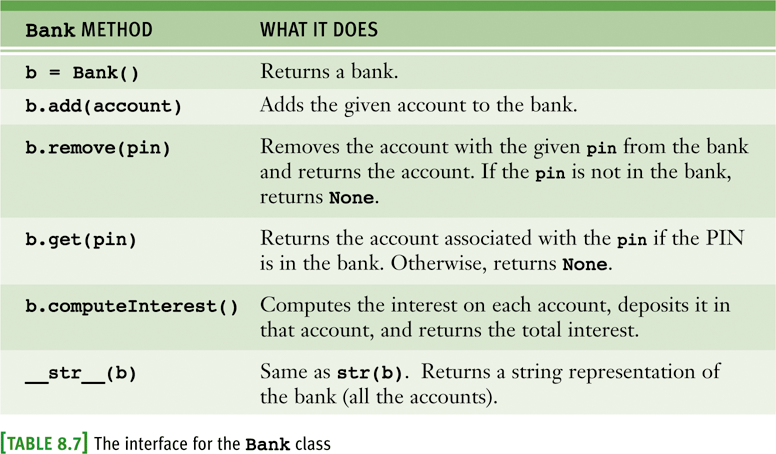 Bank METHOD WHAT IT DOES
b = Bank() Returns a bank.
b.add(account) Adds the given account to the bank.
b.remove(pin) Removes the account with the given pin from the bank
and returns the account. If the pin is not in the bank,
returns None.
b.get(pin) Returns the account associated with the pin if the PIN
is in the bank. Otherwise, returns None.
b.computeInterest() Computes the interest on each account, deposits it in
that account, and returns the total interest.
__str__(b) Same as str(b). Returns a string representation of
the bank (all the accounts).
[TABLE 8.7] The interface for the Bank class